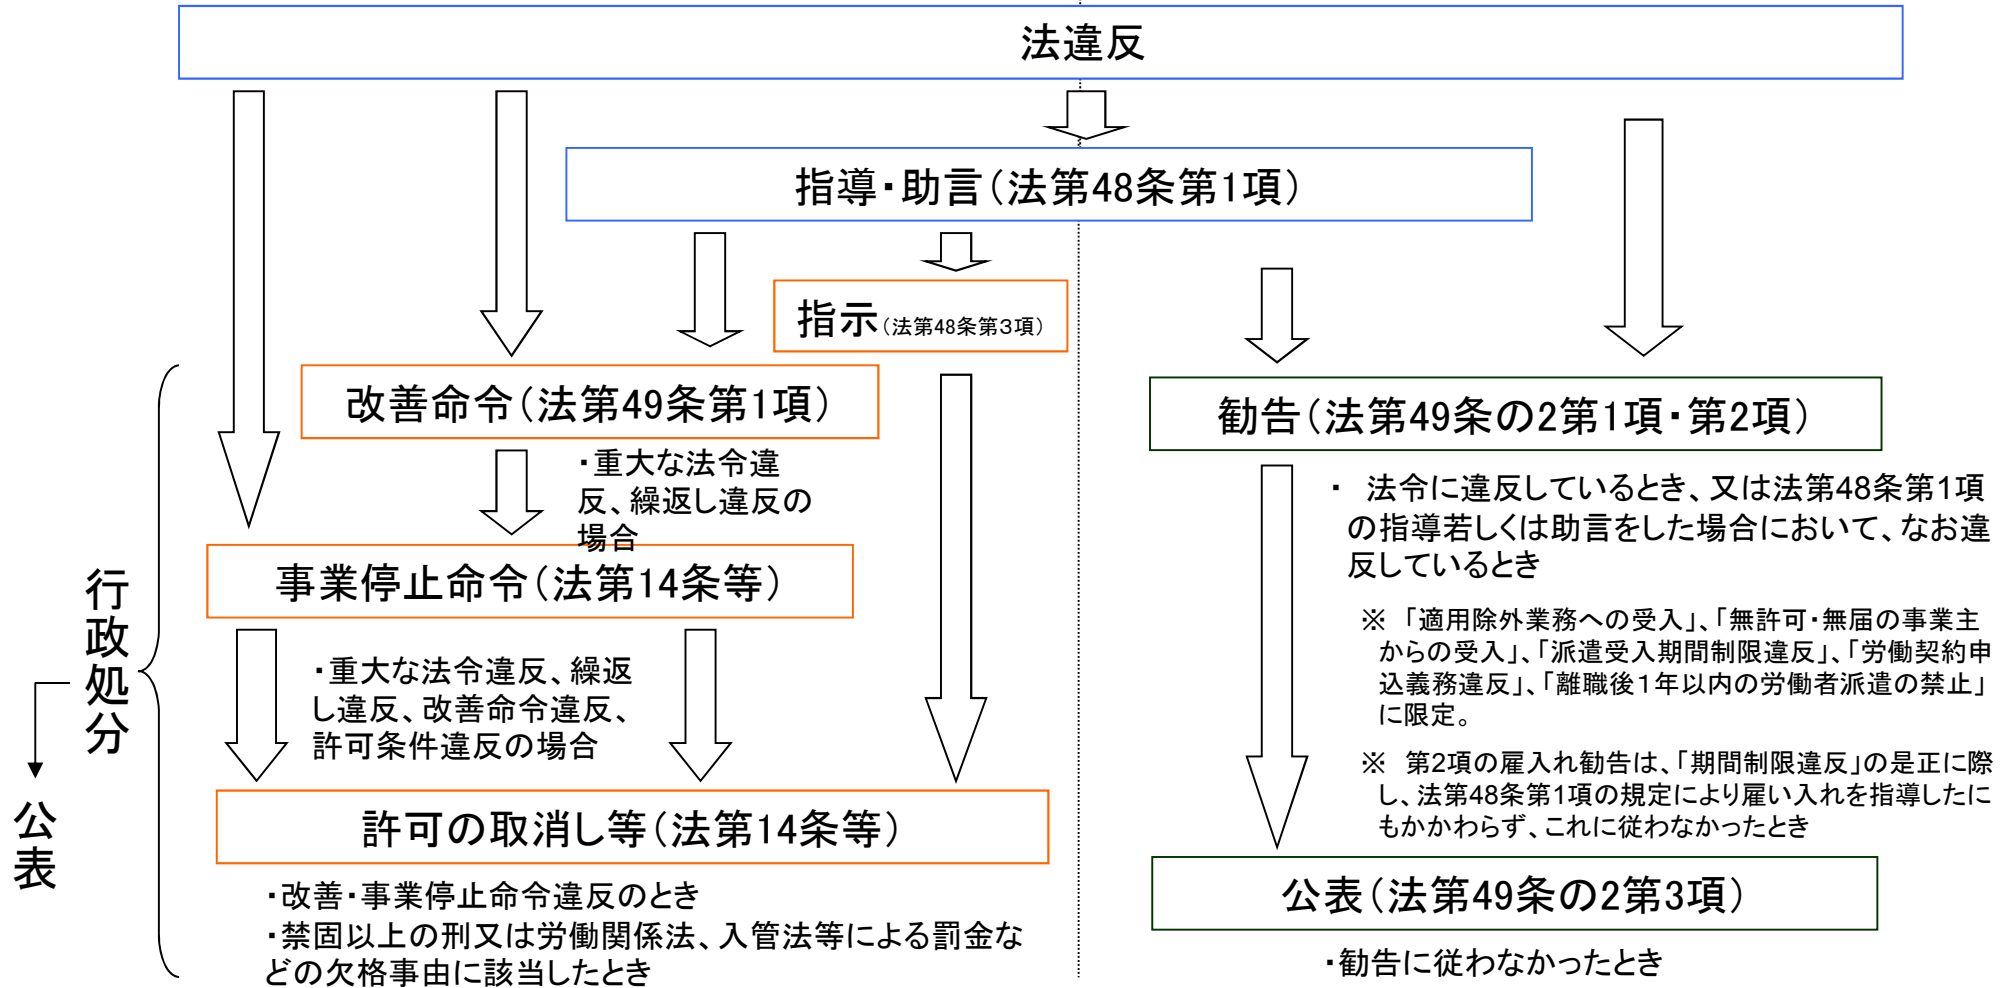 法違反
指導・助言(法第48条第1項)
指示(法第48条第3項)
改善命令(法第49条第1項)
・重大な法令違
反、繰返し違反の
場合
事業停止命令(法第14条等)
・重大な法令違反、繰返
し違反、改善命令違反、
許可条件違反の場合
許可の取消し等(法第14条等)
・改善・事業停止命令違反のとき
・禁固以上の刑又は労働関係法、入管法等による罰金な
どの欠格事由に該当したとき
行政処分
公表
勧告(法第49条の2第1項・第2項)
・ 法令に違反しているとき、又は法第48条第1項
の指導若しくは助言をした場合において、なお違
反しているとき
※ 「適用除外業務への受入」、「無許可・無届の事業主
からの受入」、「派遣受入期間制限違反」、「労働契約申
込義務違反」、「離職後1年以内の労働者派遣の禁止」
に限定。
※ 第2項の雇入れ勧告は、「期間制限違反」の是正に際
し、法第48条第1項の規定により雇い入れを指導したに
もかかわらず、これに従わなかったとき
公表(法第49条の2第3項)
・勧告に従わなかったとき